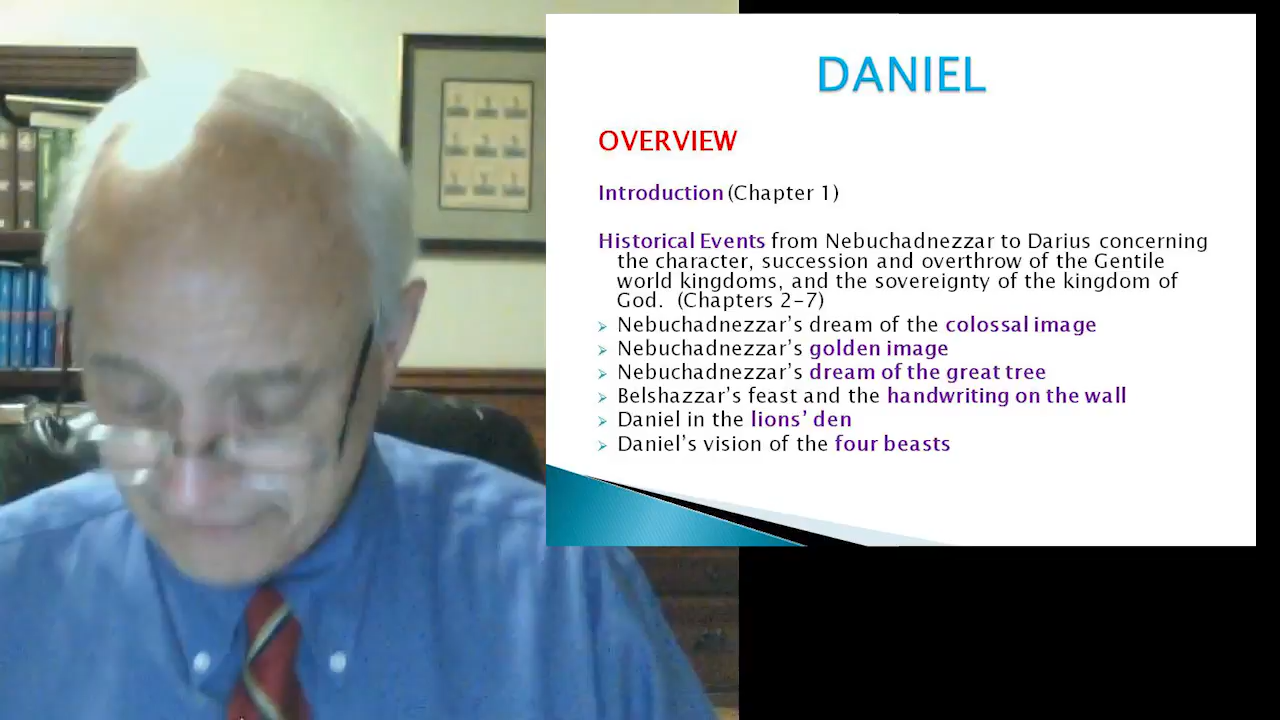 DANIEL
OVERVIEW
Introduction (Chapter 1)
Historical Events from Nebuchadnezzar to Darius concerning
the character, succession and overthrow of the Gentile
world kingdoms, and the sovereignty of the kingdom of
God. (Chapters 2-7)
➢ Nebuchadnezzar's dream of the colossal image
➢ Nebuchadnezzar's golden image
➢ Nebuchadnezzar's dream of the great tree
➢ Belshazzar's feast and the handwriting on the wall
➢ Daniel in the lions' den
➢ Daniel's vision of the four beasts